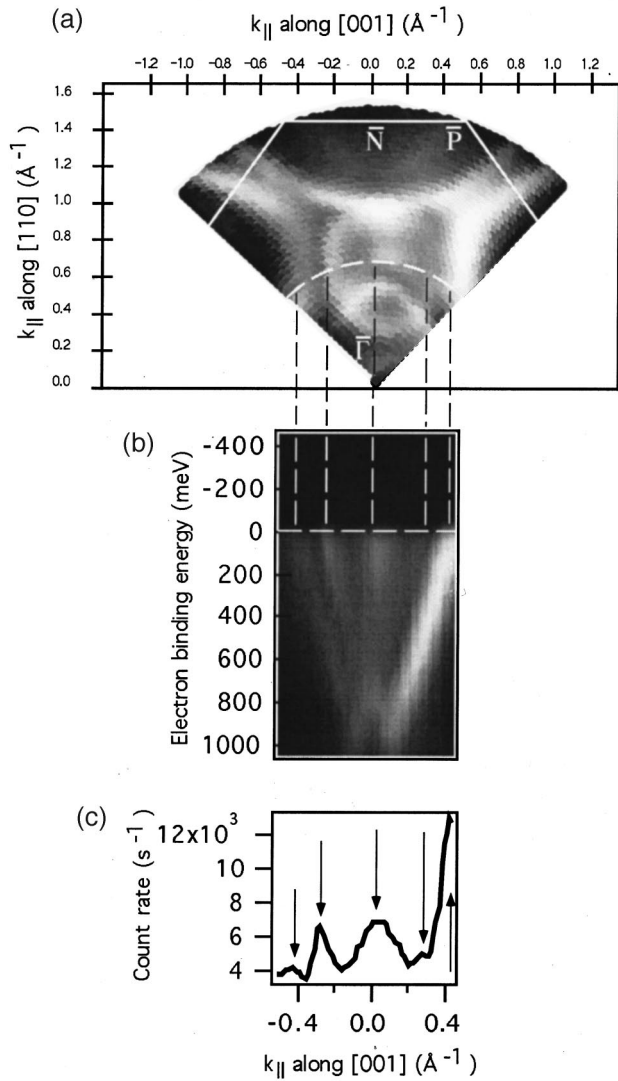 (a)
k|| along [001] (Å⁻¹)
-1.2 -1.0 -0.8 -0.6 -0.4 -0.2 0.0 0.2 0.4 0.6 0.8 1.0 1.2
k|| along [110] (Å⁻¹)
1.6
1.4
1.2
1.0
0.8
0.6
0.4
0.2
0.0
N̅ P̅
Γ̅
(b)
Electron binding energy (meV)
-400
-200
0
200
400
600
800
1000
(c)
Count rate (s⁻¹)
12x10³
10
8
6
4
-0.4 0.0 0.4
k|| along [001] (Å⁻¹)